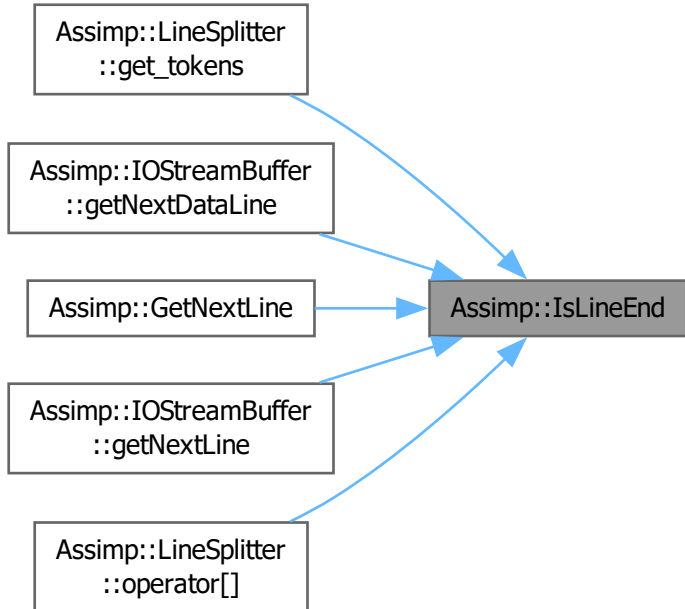 Assimp::LineSplitter
::get_tokens
Assimp::IOStreamBuffer
::getNextDataLine
Assimp::GetNextLine
Assimp::IsLineEnd
Assimp::IOStreamBuffer
::getNextLine
Assimp::LineSplitter
::operator[]